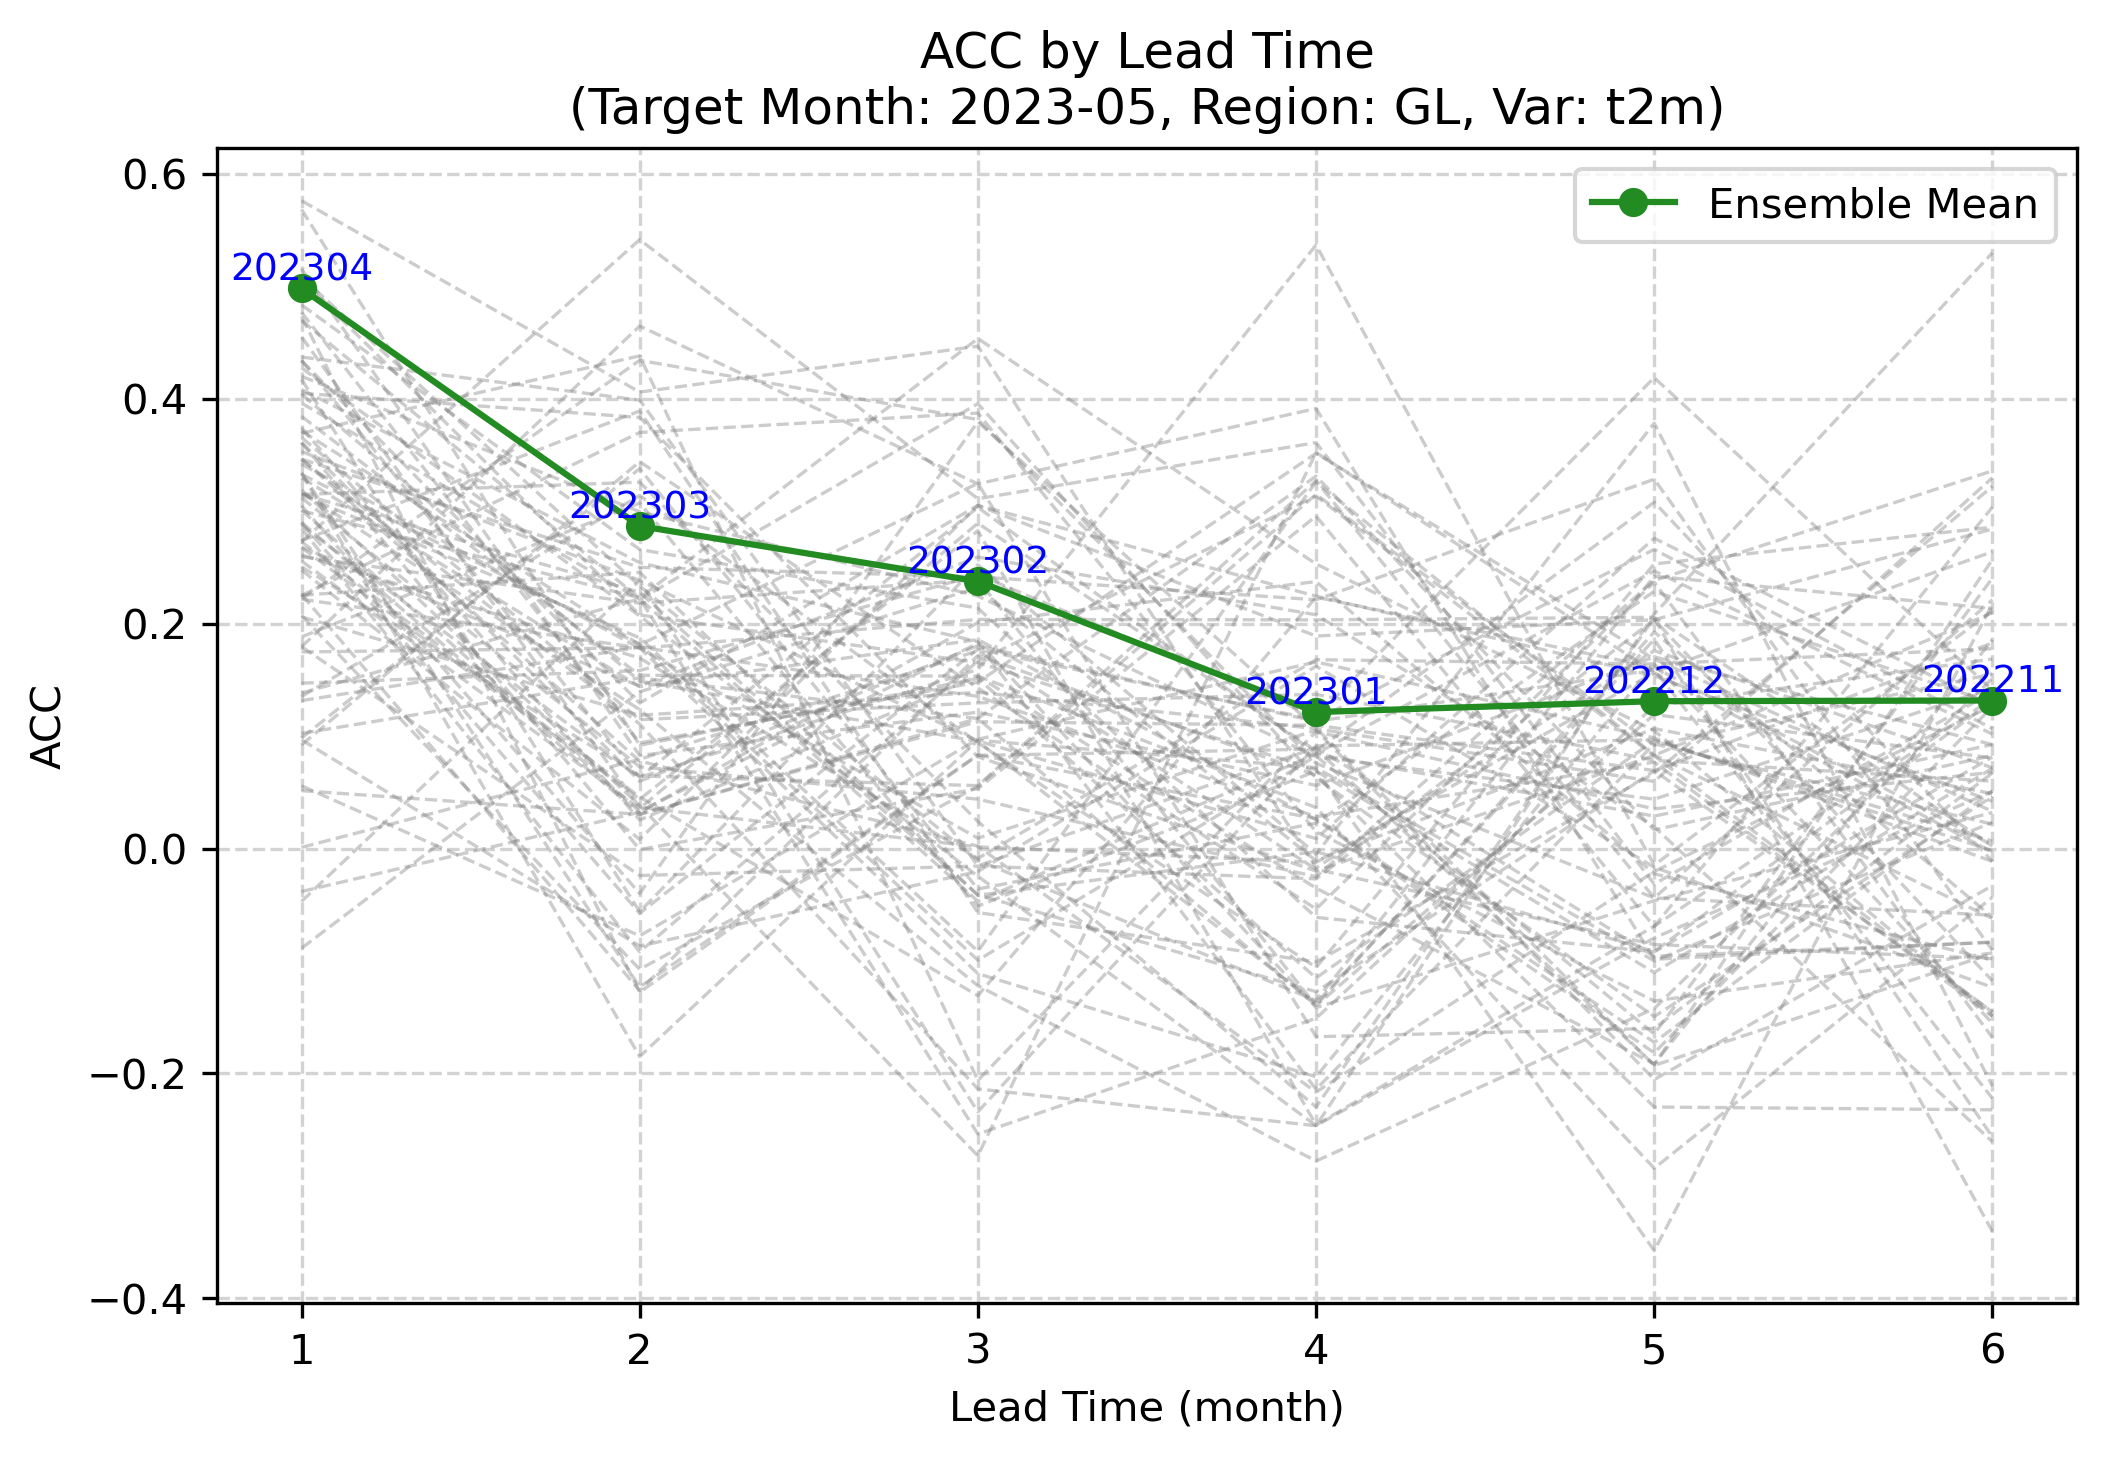 ACC by Lead Time
(Target Month: 2023-05, Region: GL, Var: t2m)
Ensemble Mean
0.6
0.4
0.2
0.0
−0.2
−0.4
ACC
202304
202303
202302
202301
202212
202211
1 2 3 4 5 6
Lead Time (month)